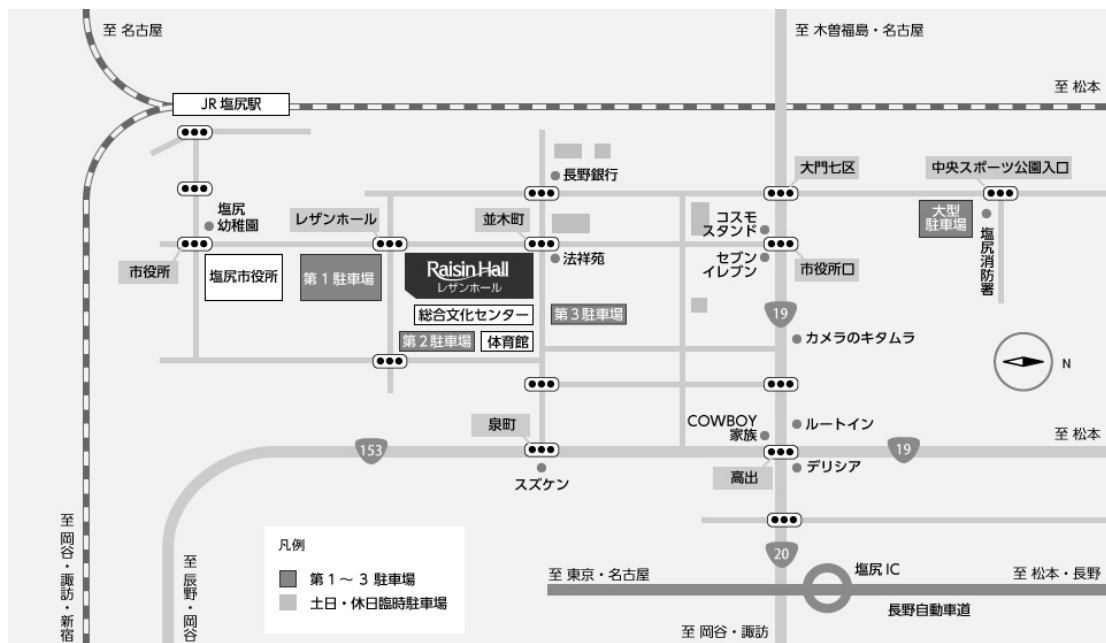 至 名古屋
至 木曽福島・名古屋
至 松本
JR 塩尻駅
長野銀行
大門七区
中央スポーツ公園入口
塩尻
幼稚園
レザンホール
並木町
コスモ
スタンド
大型
駐車場
塩尻消防署
市役所
塩尻市役所
第1駐車場
Raisin Hall
レザンホール
法祥苑
セブン
イレブン
市役所口
総合文化センター
第3駐車場
19
第2駐車場
体育館
カメラのキタムラ
N
泉町
COWBOY
家族
ルートイン
至 松本
153
19
スズケン
高出
デリシア
至 岡谷・諏訪・新宿
至 辰野・岡谷
凡例
第1～3 駐車場
土日・休日臨時駐車場
20
至 東京・名古屋
塩尻 IC
至 松本・長野
長野自動車道
至 岡谷・諏訪